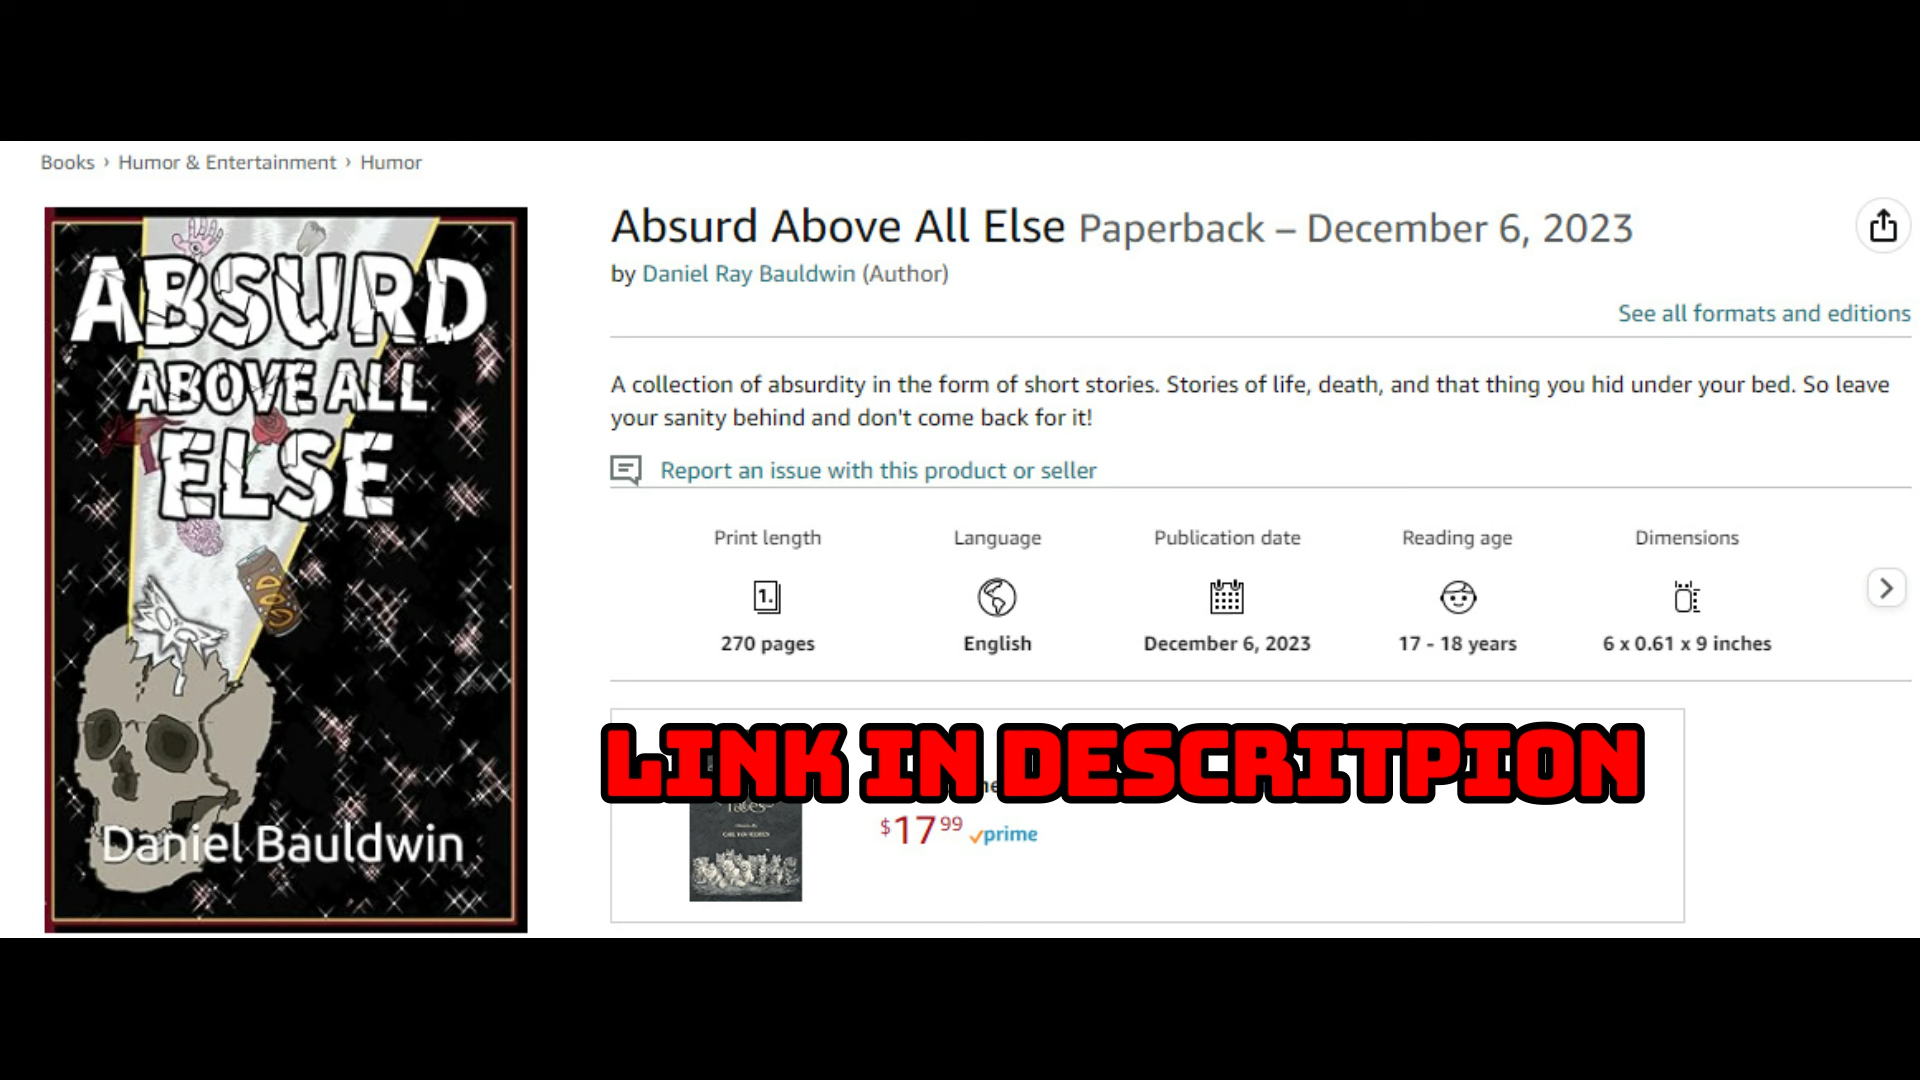 Books › Humor & Entertainment › Humor
ABSURD
ABOVE ALL
ELSE
SODA
Daniel Bauldwin
Absurd Above All Else Paperback – December 6, 2023
by Daniel Ray Bauldwin (Author)
See all formats and editions
A collection of absurdity in the form of short stories. Stories of life, death, and that thing you hid under your bed. So leave
your sanity behind and don't come back for it!
Report an issue with this product or seller
Print length
1.
270 pages
Language
English
Publication date
December 6, 2023
Reading age
17 - 18 years
Dimensions
6 x 0.61 x 9 inches
LINK IN DESCRITPION
$17 99 prime